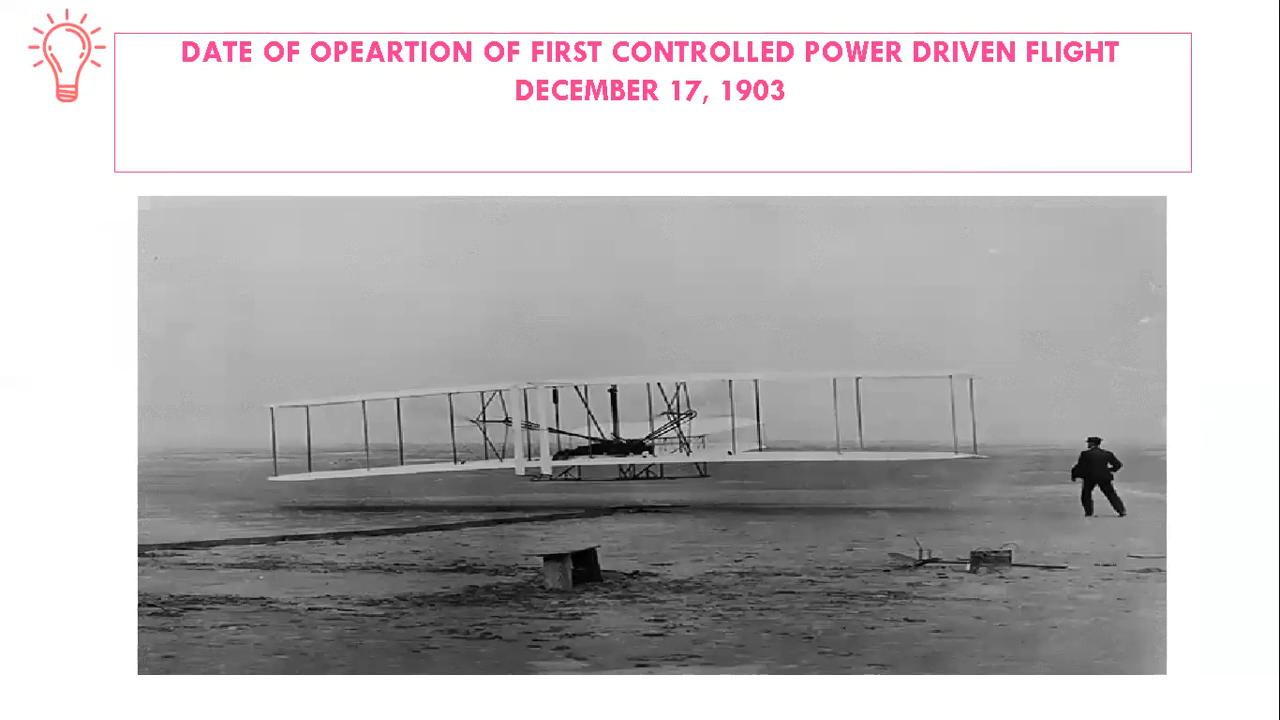 DATE OF OPEARTION OF FIRST CONTROLLED POWER DRIVEN FLIGHT
DECEMBER 17, 1903